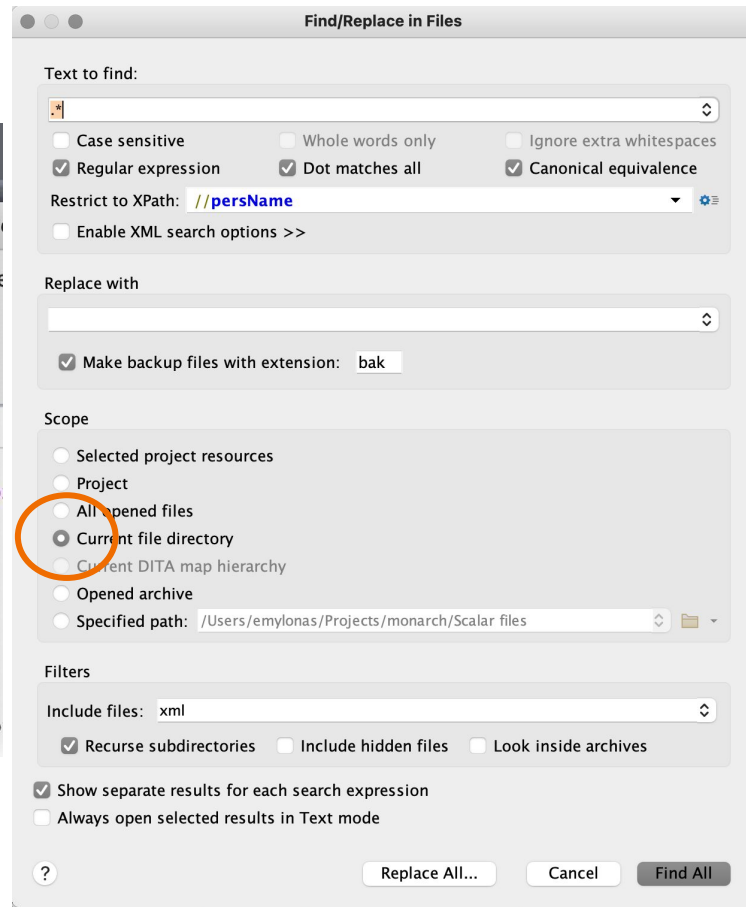 Find/Replace in Files
Text to find:
.*
Case sensitive Whole words only Ignore extra whitespaces
Regular expression Dot matches all Canonical equivalence
Restrict to XPath: //persName
Enable XML search options >>
Replace with
Make backup files with extension: bak
Scope
Selected project resources
Project
All opened files
Current file directory
Current DITA map hierarchy
Opened archive
Specified path: /Users/emylonas/Projects/monarch/Scalar files
Filters
Include files: xml
Recurse subdirectories Include hidden files Look inside archives
Show separate results for each search expression
Always open selected results in Text mode
? Replace All... Cancel Find All